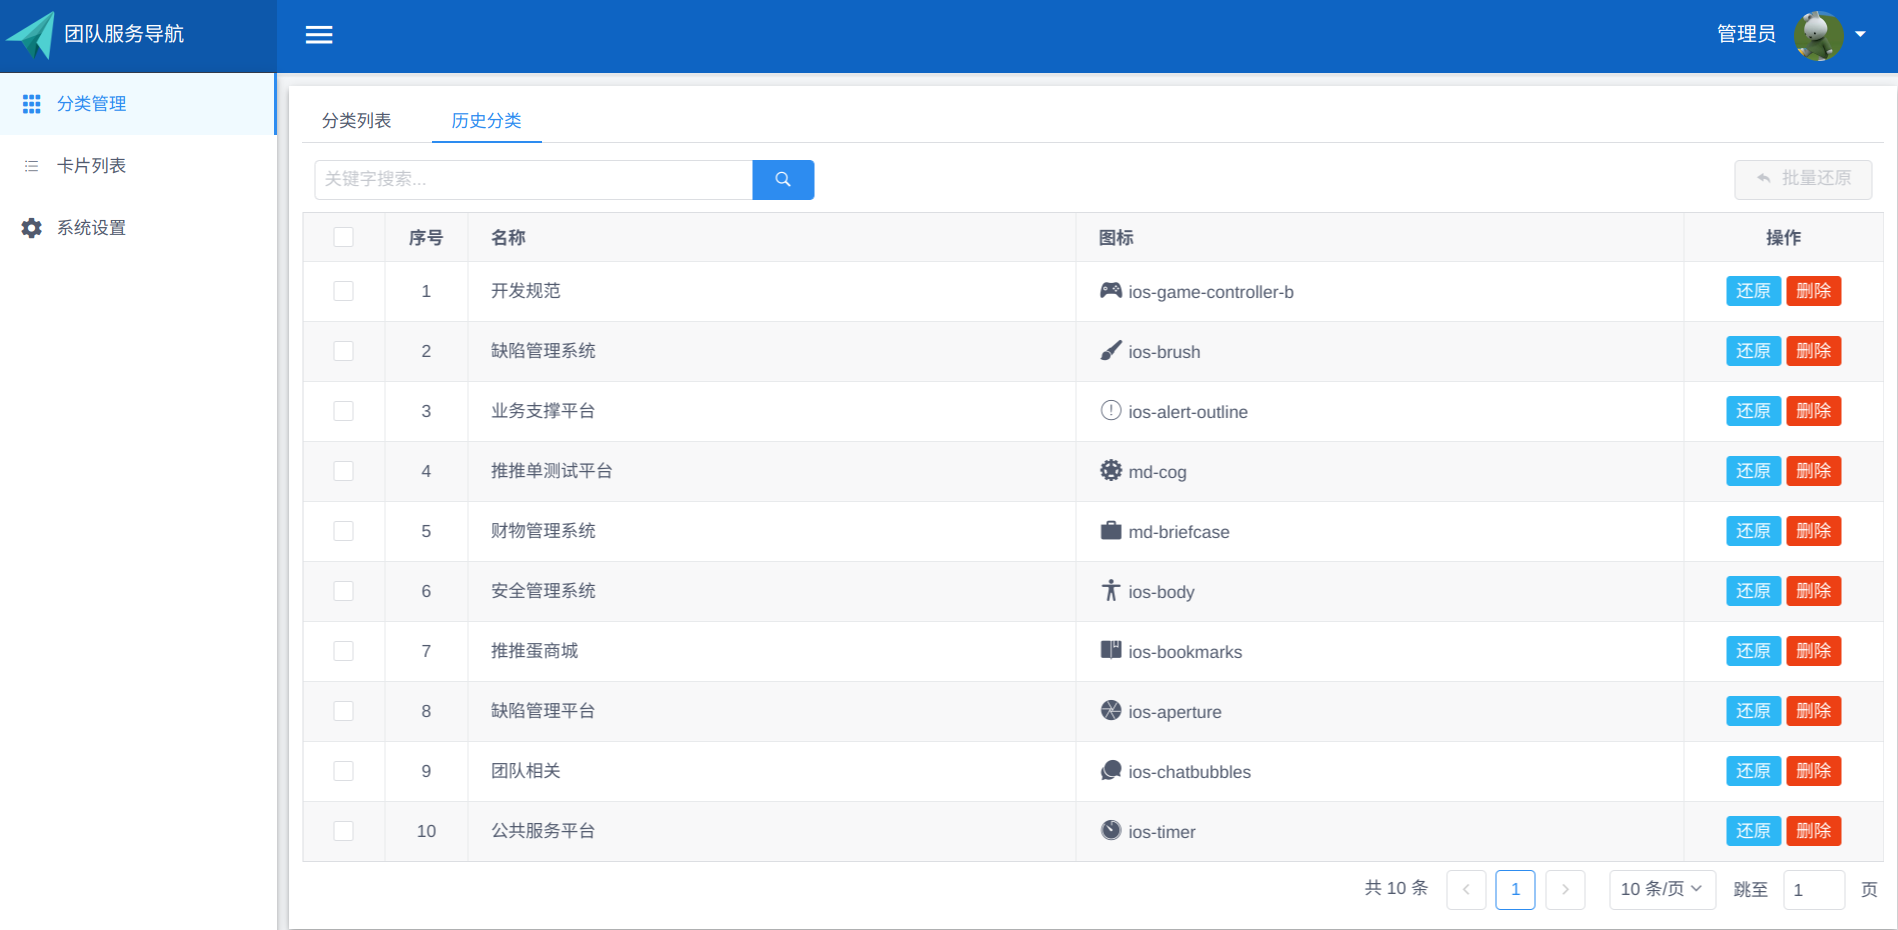 团队服务导航
管理员
分类管理
卡片列表
系统设置
分类列表 历史分类
关键字搜索...
批量还原
序号 名称 图标 操作
1 开发规范 ios-game-controller-b 还原 删除
2 缺陷管理系统 ios-brush 还原 删除
3 业务支撑平台 ios-alert-outline 还原 删除
4 推推单测试平台 md-cog 还原 删除
5 财物管理系统 md-briefcase 还原 删除
6 安全管理系统 ios-body 还原 删除
7 推推蛋商城 ios-bookmarks 还原 删除
8 缺陷管理平台 ios-aperture 还原 删除
9 团队相关 ios-chatbubbles 还原 删除
10 公共服务平台 ios-timer 还原 删除
共 10 条 1 10 条/页 跳至 1 页